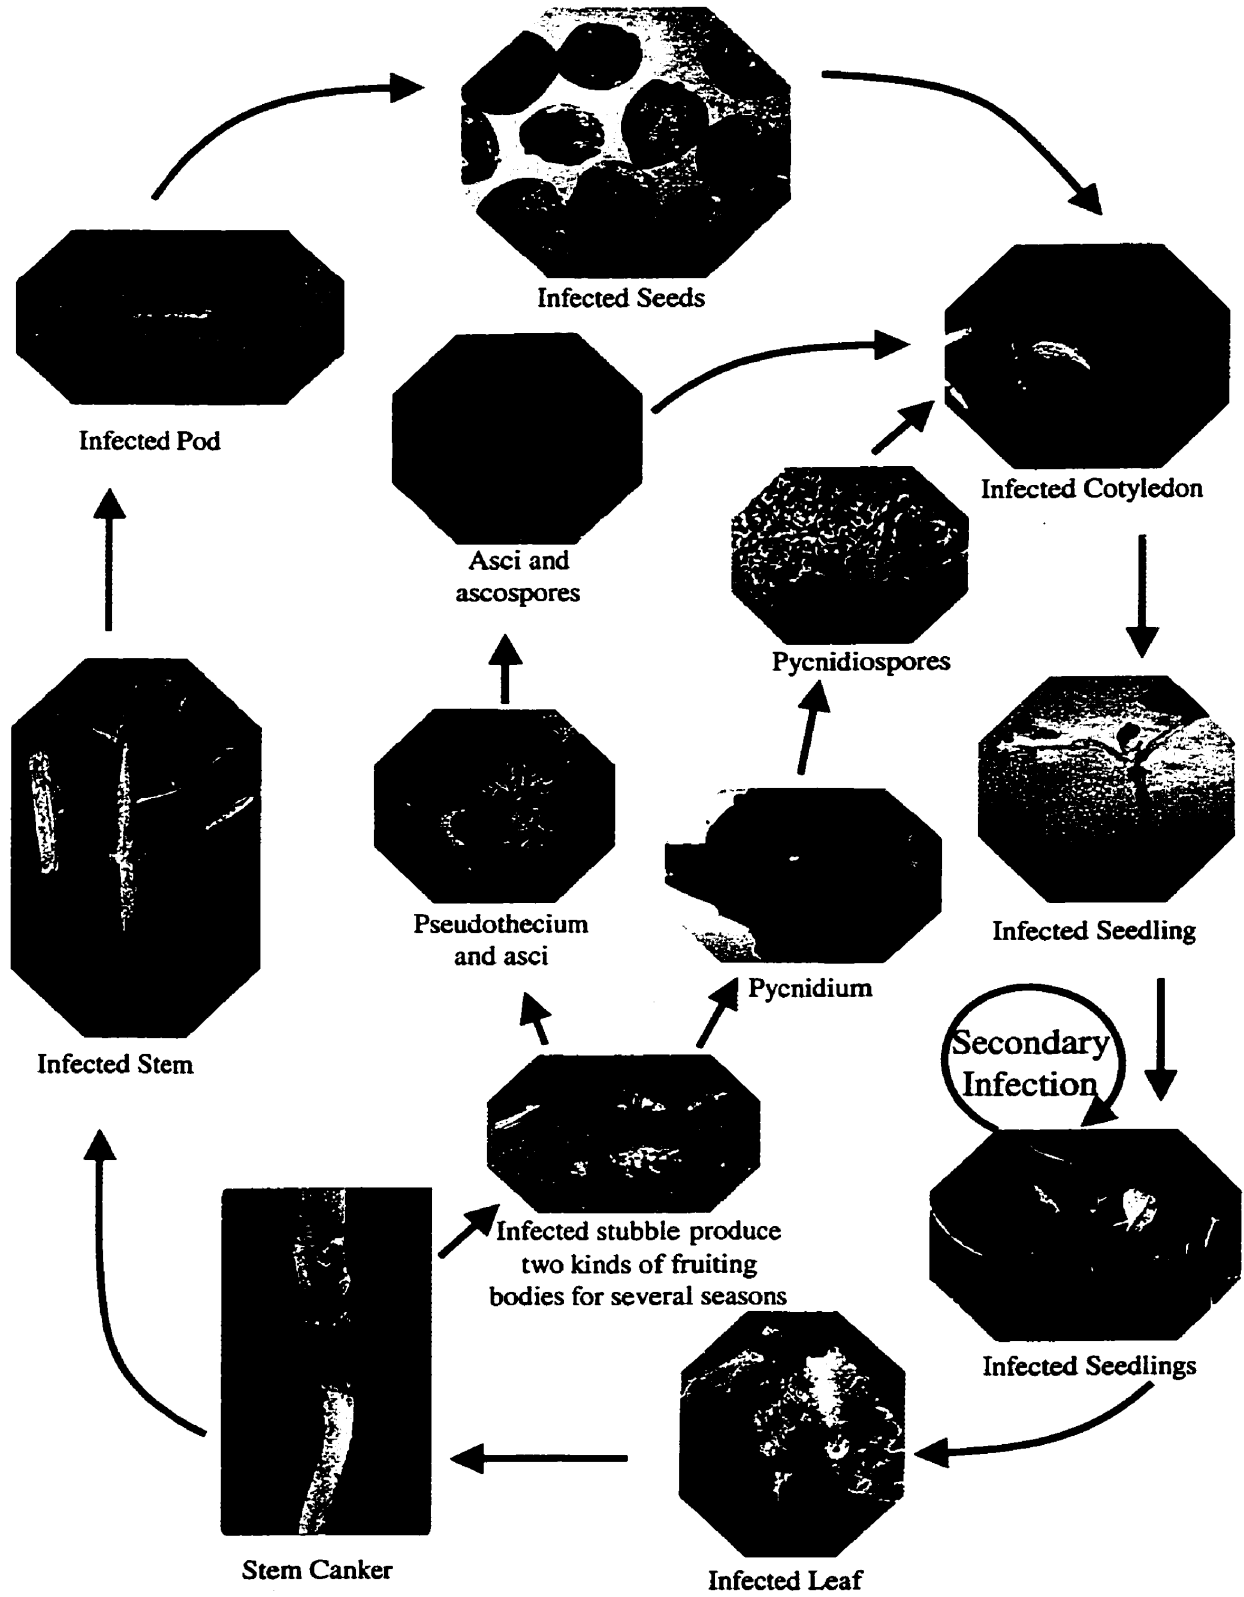 Infected Seeds
Infected Pod
Infected Cotyledon
Asci and
ascospores
Pycnidiospores
Pseudothecium
and asci
Infected Seedling
Pycnidium
Secondary
Infection
Infected Stem
Infected stubble produce
two kinds of fruiting
bodies for several seasons
Infected Seedlings
Stem Canker
Infected Leaf